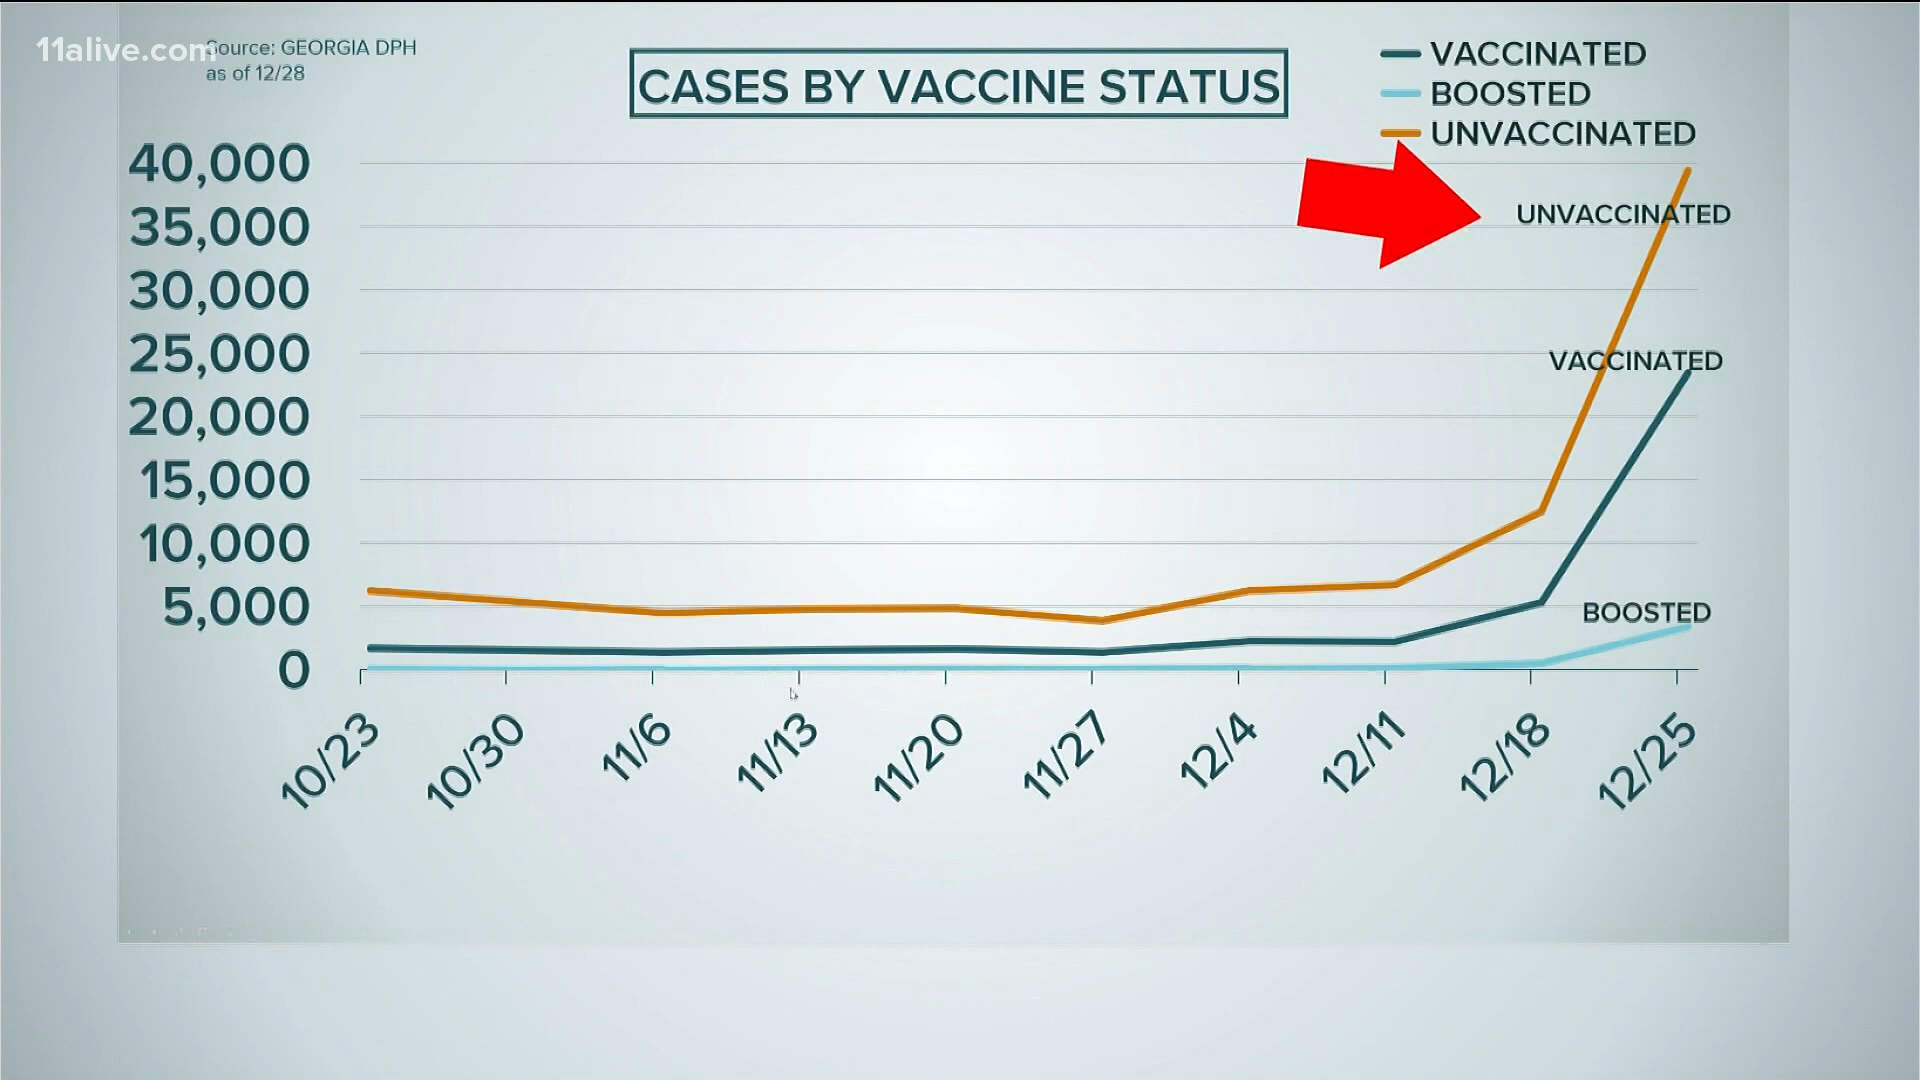 11alive.com
Source: GEORGIA DPH
as of 12/28
CASES BY VACCINE STATUS
VACCINATED
BOOSTED
UNVACCINATED
40,000
35,000
30,000
25,000
20,000
15,000
10,000
5,000
0
UNVACCINATED
VACCINATED
BOOSTED
10/23
10/30
11/6
11/13
11/20
11/27
12/4
12/11
12/18
12/25